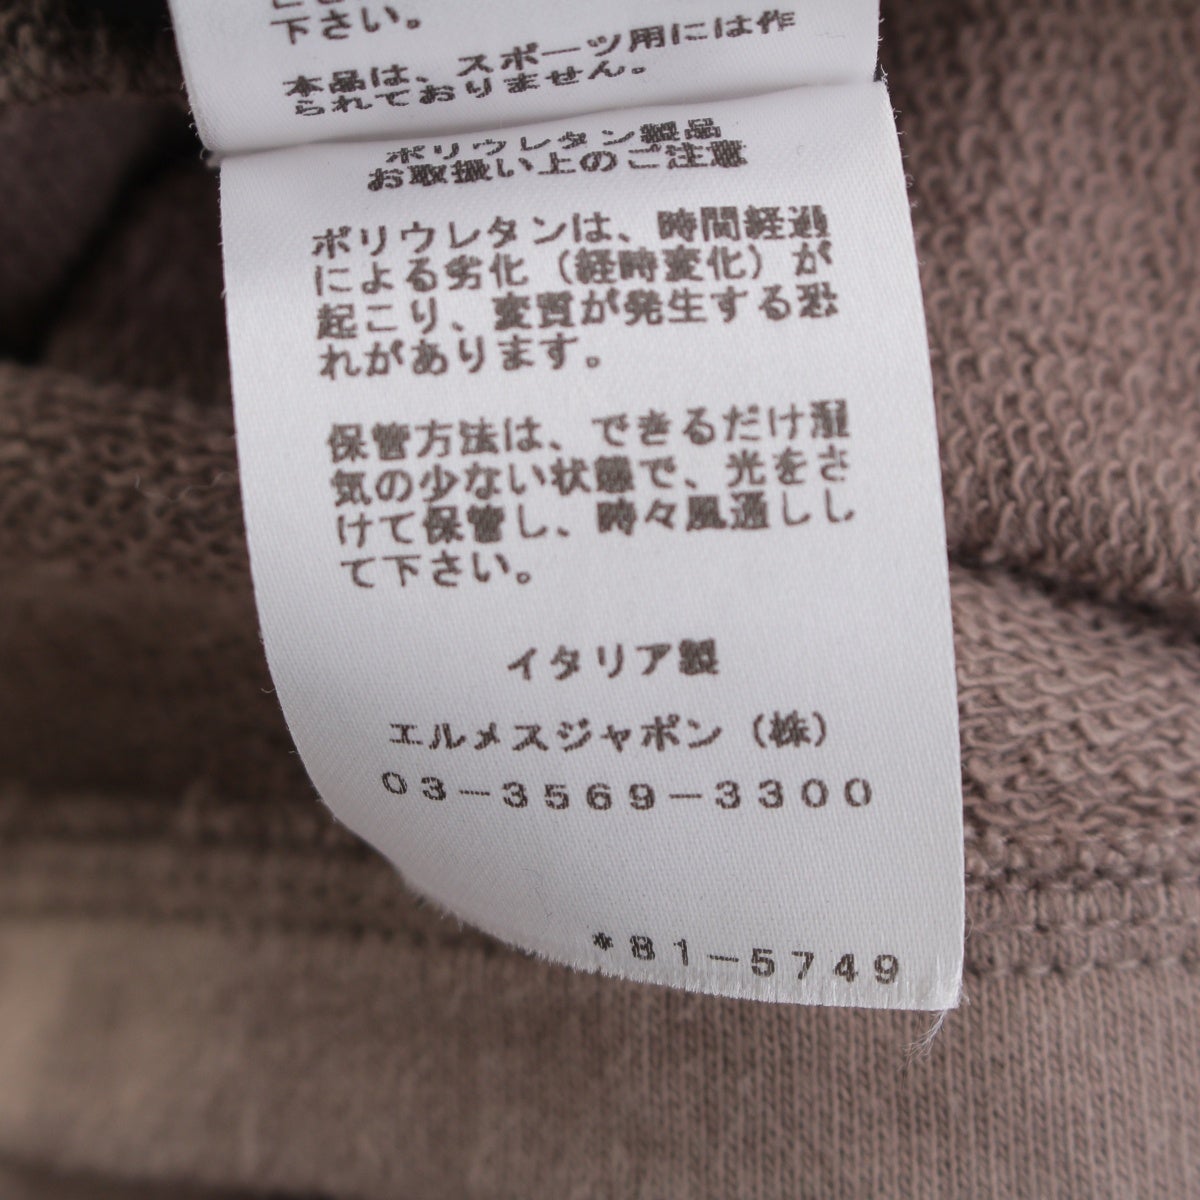 下さい。
本品は、スポーツ用には作
られておりません。
ポリウレタン製品
お取扱い上のご注意
ポリウレタンは、時間経過
による劣化（経時変化）が
起こり、変質が発生する恐
れがあります。
保管方法は、できるだけ湿
気の少ない状態で、光をさ
けて保管し、時々風通しし
て下さい。
イタリア製
エルメスジャポン（株）
03-3569-3300
*81-5749